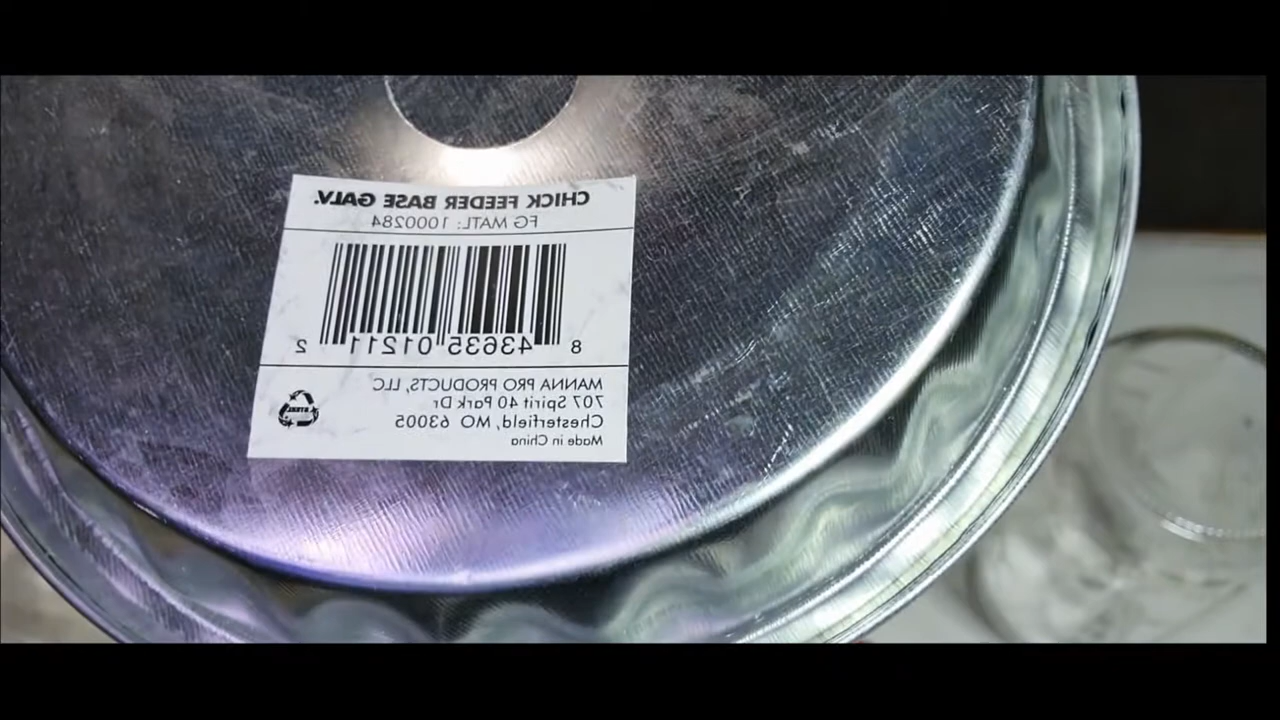 CHICK FEEDER BASE GALV.
FG MATL: 1000284
8 43635 01211 2
MANNA PRO PRODUCTS, LLC
707 Spirit 40 Park Dr
Chesterfield, MO 63005
Made in China
STEEL